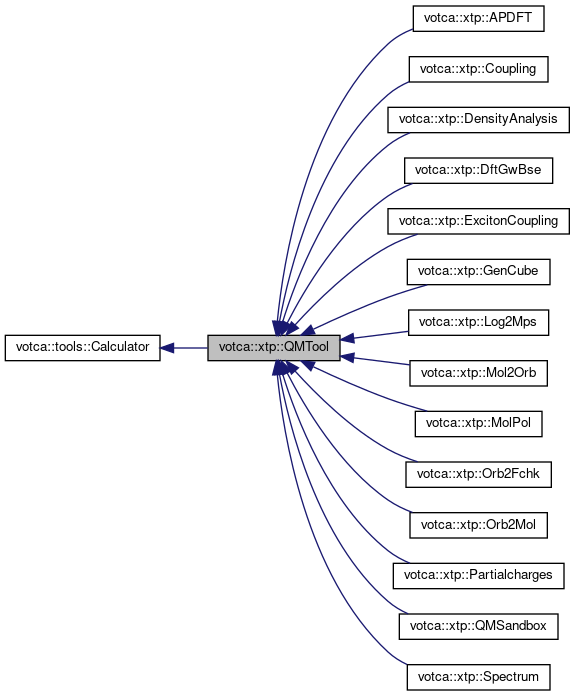 votca::tools::Calculator
votca::xtp::QMTool
votca::xtp::APDFT
votca::xtp::Coupling
votca::xtp::DensityAnalysis
votca::xtp::DftGwBse
votca::xtp::ExcitonCoupling
votca::xtp::GenCube
votca::xtp::Log2Mps
votca::xtp::Mol2Orb
votca::xtp::MolPol
votca::xtp::Orb2Fchk
votca::xtp::Orb2Mol
votca::xtp::Partialcharges
votca::xtp::QMSandbox
votca::xtp::Spectrum